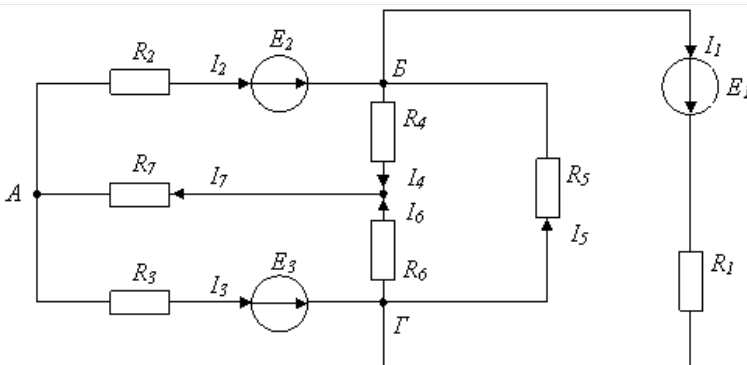 I₁
E₂
R₂
I₂
Б
E₁
R₄
R₇
I₇
I₄
R₅
А
I₆
I₅
R₃
I₃
E₃
R₆
R₁
Г